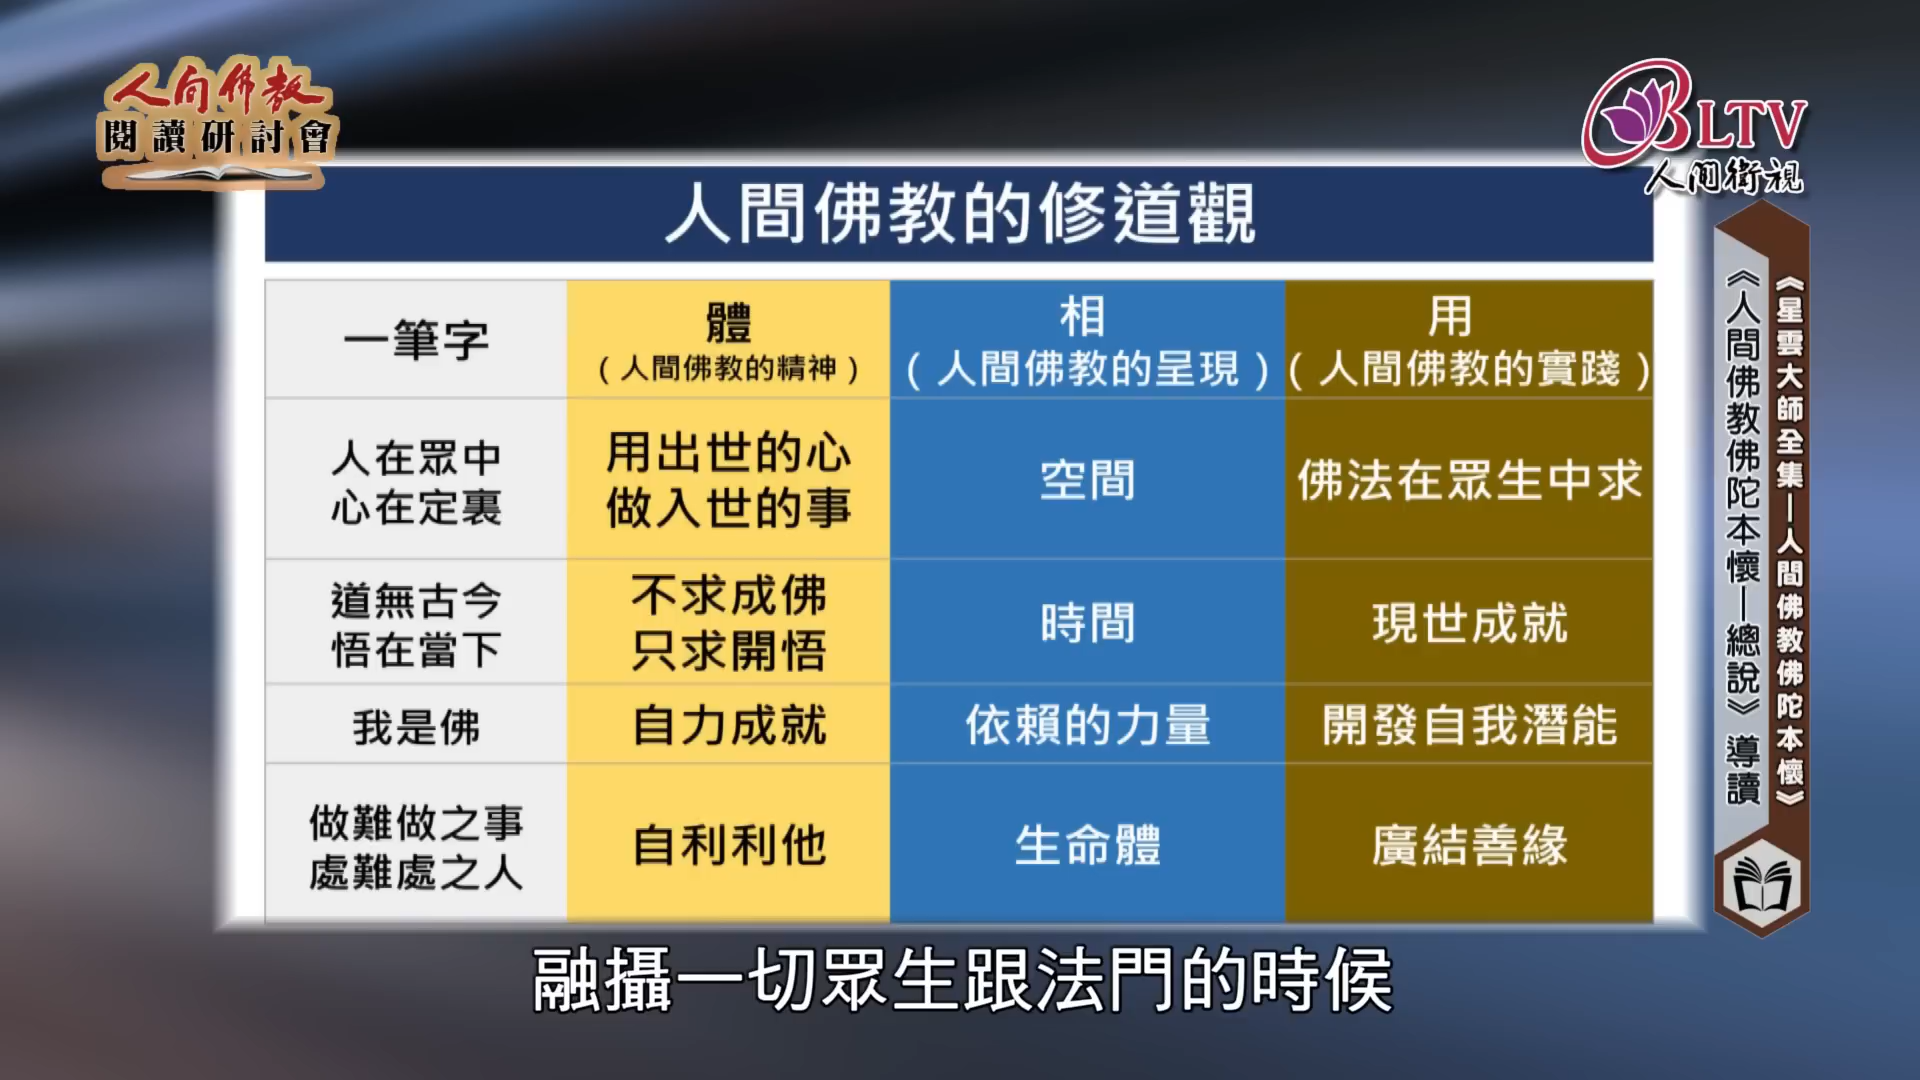 人間佛教
閱讀研討會
BLTV
人間衛視
人間佛教的修道觀
一筆字
體
（人間佛教的精神）
相
（人間佛教的呈現）
用
（人間佛教的實踐）
人在眾中
心在定裏
用出世的心
做入世的事
空間
佛法在眾生中求
道無古今
悟在當下
不求成佛
只求開悟
時間
現世成就
我是佛
自力成就
依賴的力量
開發自我潛能
做難做之事
處難處之人
自利利他
生命體
廣結善緣
《星雲大師全集—人間佛教佛陀本懷》
《人間佛教佛陀本懷—總說》導讀
融攝一切眾生跟法門的時候